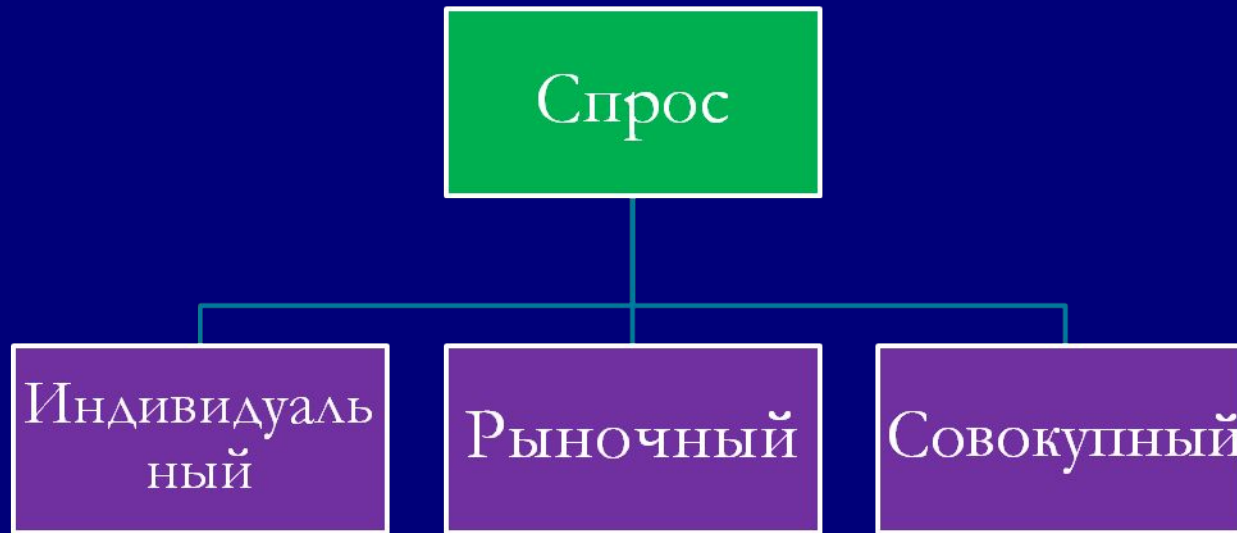 Спрос
Индивидуаль
ный
Рыночный
Совокупный